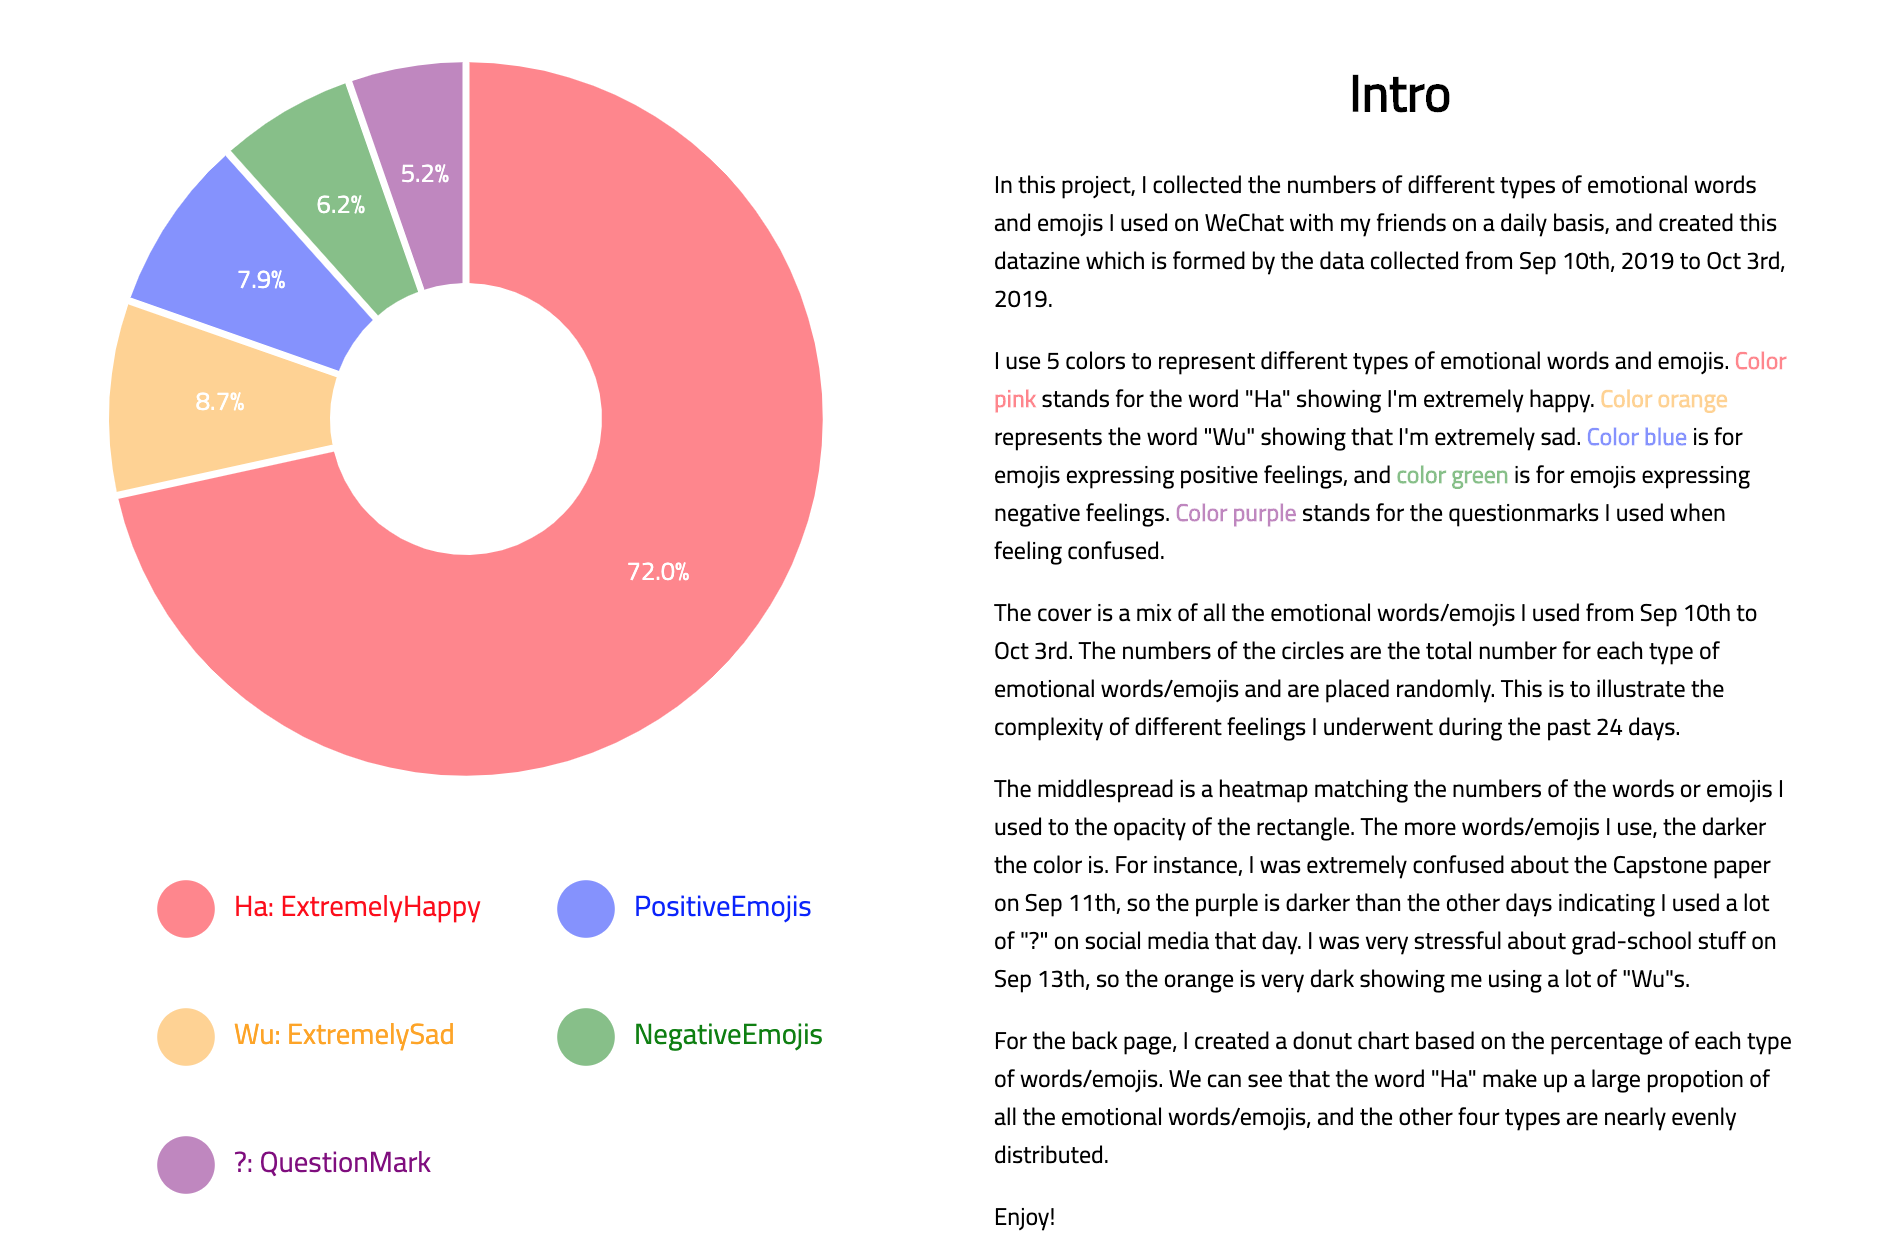 5.2%
6.2%
7.9%
8.7%
72.0%
Ha: ExtremelyHappy
PositiveEmojis
Wu: ExtremelySad
NegativeEmojis
?: QuestionMark
Intro
In this project, I collected the numbers of different types of emotional words
and emojis I used on WeChat with my friends on a daily basis, and created this
datazine which is formed by the data collected from Sep 10th, 2019 to Oct 3rd,
2019.
I use 5 colors to represent different types of emotional words and emojis. Color
pink stands for the word "Ha" showing I'm extremely happy. Color orange
represents the word "Wu" showing that I'm extremely sad. Color blue is for
emojis expressing positive feelings, and color green is for emojis expressing
negative feelings. Color purple stands for the questionmarks I used when
feeling confused.
The cover is a mix of all the emotional words/emojis I used from Sep 10th to
Oct 3rd. The numbers of the circles are the total number for each type of
emotional words/emojis and are placed randomly. This is to illustrate the
complexity of different feelings I underwent during the past 24 days.
The middlespread is a heatmap matching the numbers of the words or emojis I
used to the opacity of the rectangle. The more words/emojis I use, the darker
the color is. For instance, I was extremely confused about the Capstone paper
on Sep 11th, so the purple is darker than the other days indicating I used a lot
of "?" on social media that day. I was very stressful about grad-school stuff on
Sep 13th, so the orange is very dark showing me using a lot of "Wu"s.
For the back page, I created a donut chart based on the percentage of each type
of words/emojis. We can see that the word "Ha" make up a large propotion of
all the emotional words/emojis, and the other four types are nearly evenly
distributed.
Enjoy!